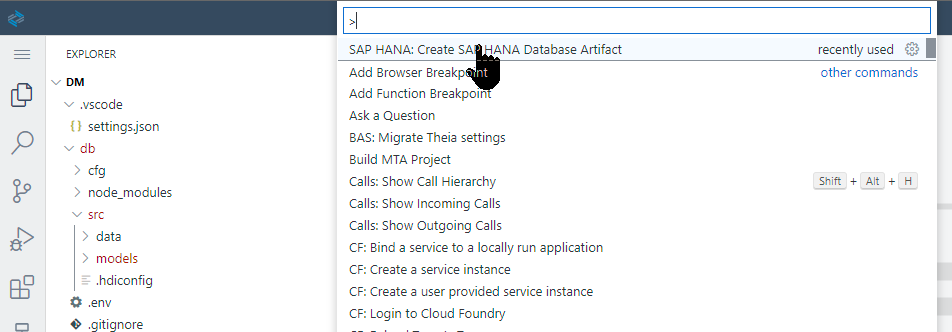 >
SAP HANA: Create SAP HANA Database Artifact recently used
Add Browser Breakpoint other commands
Add Function Breakpoint
Ask a Question
BAS: Migrate Theia settings
Build MTA Project
Calls: Show Call Hierarchy Shift + Alt + H
Calls: Show Incoming Calls
Calls: Show Outgoing Calls
CF: Bind a service to a locally run application
CF: Create a service instance
CF: Create a user provided service instance
CF: Login to Cloud Foundry
EXPLORER
DM
.vscode
{} settings.json
db
cfg
node_modules
src
data
models
.hdiconfig
.env
.gitignore